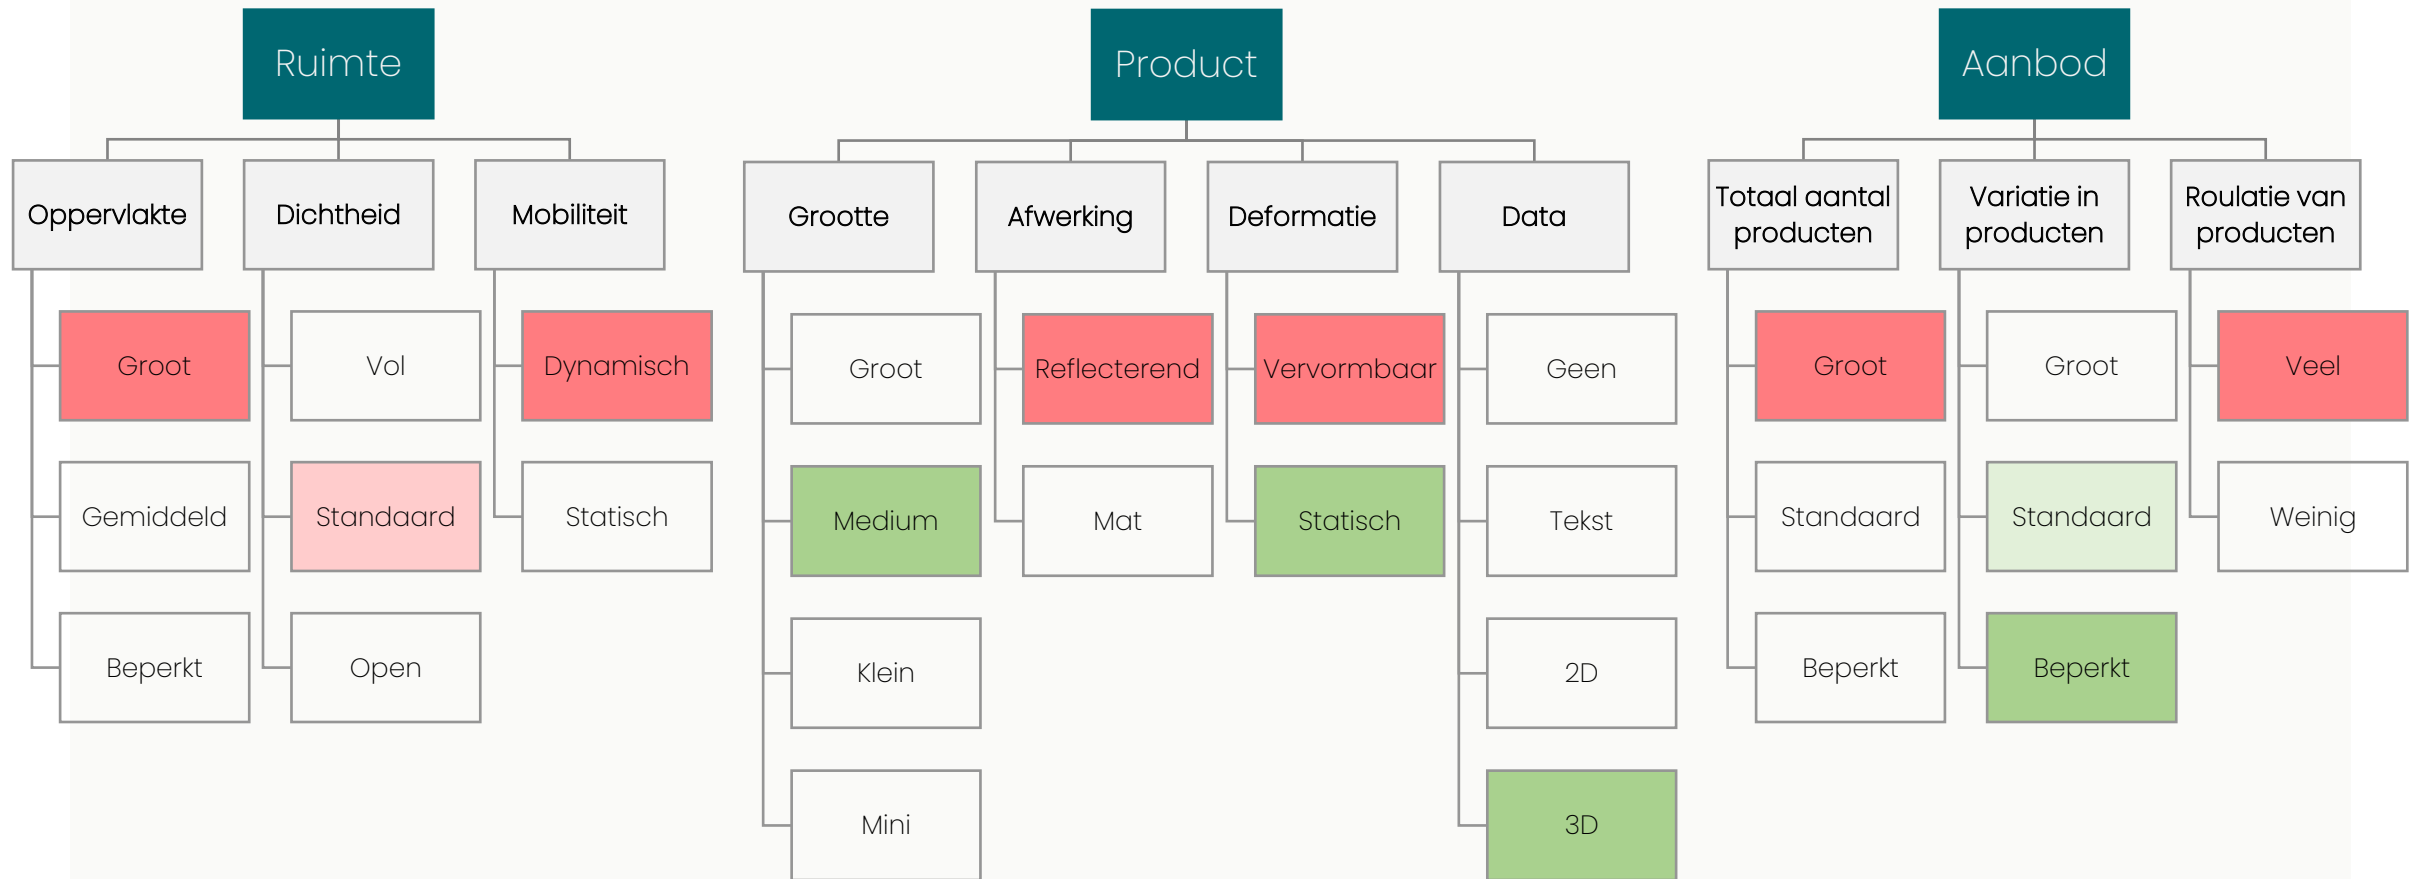 Ruimte
Oppervlakte
Groot
Gemiddeld
Beperkt
Dichtheid
Vol
Standaard
Open
Mobiliteit
Dynamisch
Statisch
Product
Grootte
Groot
Medium
Klein
Mini
Afwerking
Reflecterend
Mat
Deformatie
Vervormbaar
Statisch
Data
Geen
Tekst
2D
3D
Aanbod
Totaal aantal
producten
Groot
Standaard
Beperkt
Variatie in
producten
Groot
Standaard
Beperkt
Roulatie van
producten
Veel
Weinig